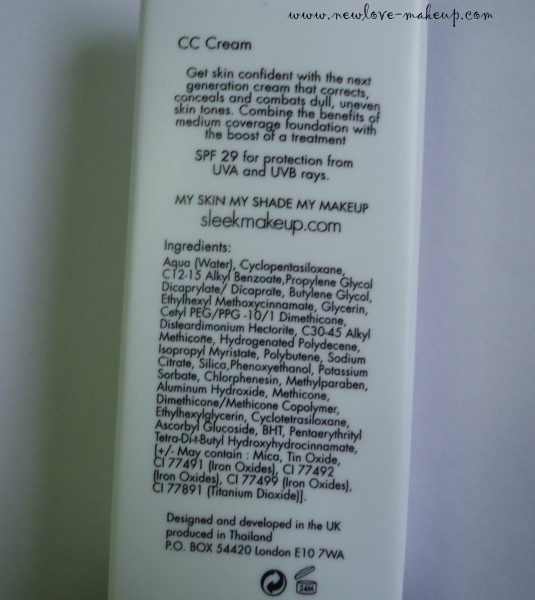 www.newlove-makeup.com
CC Cream
Get skin confident with the next
generation cream that corrects,
conceals and combats dull, uneven
skin tones. Combine the benefits of
medium coverage foundation with
the boost of a treatment
SPF 29 for protection from
UVA and UVB rays.
MY SKIN MY SHADE MY MAKEUP
sleekmakeup.com
Ingredients:
Aqua (Water), Cyclopentasiloxane,
C12-15 Alkyl Benzoate,Propylene Glycol
Dicaprylate/ Dicaprate, Butylene Glycol,
Ethylhexyl Methoxycinnamate, Glycerin,
Cetyl PEG/PPG -10/1 Dimethicone,
Disteardimonium Hectorite, C30-45 Alkyl
Methicone, Hydrogenated Polydecene,
Isopropyl Myristate, Polybutene, Sodium
Citrate, Silica,Phenoxyethanol, Potassium
Sorbate, Chlorphenesin, Methylparaben,
Aluminum Hydroxide, Methicone,
Dimethicone/Methicone Copolymer,
Ethylhexylglycerin, Cyclotetrasiloxane,
Ascorbyl Glucoside, BHT, Pentaerythrityl
Tetra-Di-t-Butyl Hydroxyhydrocinnamate,
[+/- May contain : Mica, Tin Oxide,
CI 77491 (Iron Oxides), CI 77492
(Iron Oxides), CI 77499 (Iron Oxides),
CI 77891 (Titanium Dioxide)].
Designed and developed in the UK
produced in Thailand
P.O. BOX 54420 London E10 7WA
24M